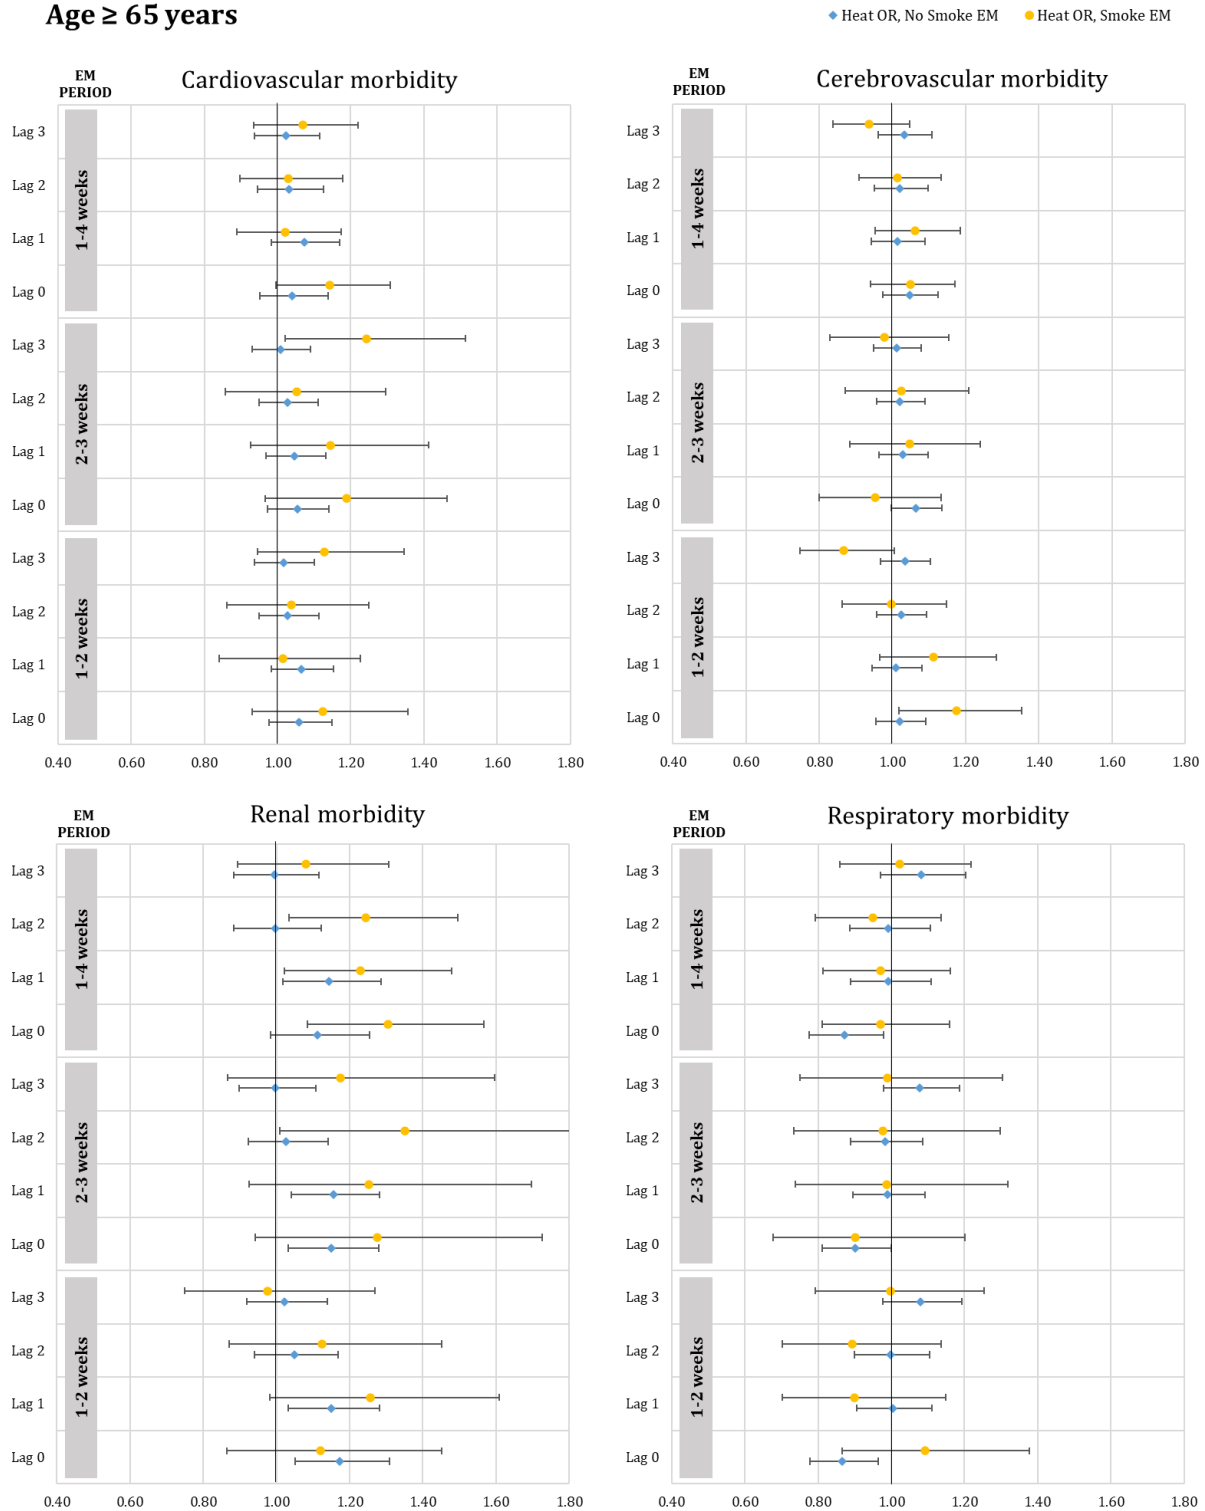 Age ≥ 65 years
Heat OR, No Smoke EM
Heat OR, Smoke EM
EM
PERIOD
Cardiovascular morbidity
Lag 3
Lag 2
Lag 1
Lag 0
1-4 weeks
Lag 3
Lag 2
Lag 1
Lag 0
2-3 weeks
Lag 3
Lag 2
Lag 1
Lag 0
1-2 weeks
0.40 0.60 0.80 1.00 1.20 1.40 1.60 1.80
EM
PERIOD
Cerebrovascular morbidity
Lag 3
Lag 2
Lag 1
Lag 0
1-4 weeks
Lag 3
Lag 2
Lag 1
Lag 0
2-3 weeks
Lag 3
Lag 2
Lag 1
Lag 0
1-2 weeks
0.40 0.60 0.80 1.00 1.20 1.40 1.60 1.80
EM
PERIOD
Renal morbidity
Lag 3
Lag 2
Lag 1
Lag 0
1-4 weeks
Lag 3
Lag 2
Lag 1
Lag 0
2-3 weeks
Lag 3
Lag 2
Lag 1
Lag 0
1-2 weeks
0.40 0.60 0.80 1.00 1.20 1.40 1.60 1.80
EM
PERIOD
Respiratory morbidity
Lag 3
Lag 2
Lag 1
Lag 0
1-4 weeks
Lag 3
Lag 2
Lag 1
Lag 0
2-3 weeks
Lag 3
Lag 2
Lag 1
Lag 0
1-2 weeks
0.40 0.60 0.80 1.00 1.20 1.40 1.60 1.80